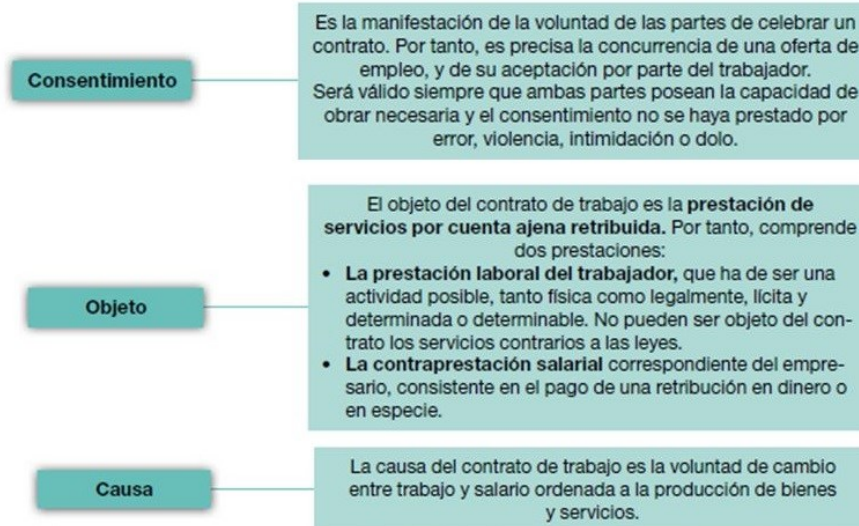 Consentimiento
Es la manifestación de la voluntad de las partes de celebrar un
contrato. Por tanto, es precisa la concurrencia de una oferta de
empleo, y de su aceptación por parte del trabajador.
Será válido siempre que ambas partes posean la capacidad de
obrar necesaria y el consentimiento no se haya prestado por
error, violencia, intimidación o dolo.
Objeto
El objeto del contrato de trabajo es la prestación de
servicios por cuenta ajena retribuida. Por tanto, comprende
dos prestaciones:
• La prestación laboral del trabajador, que ha de ser una
actividad posible, tanto física como legalmente, lícita y
determinada o determinable. No pueden ser objeto del con-
trato los servicios contrarios a las leyes.
• La contraprestación salarial correspondiente del empre-
sario, consistente en el pago de una retribución en dinero o
en especie.
Causa
La causa del contrato de trabajo es la voluntad de cambio
entre trabajo y salario ordenada a la producción de bienes
y servicios.